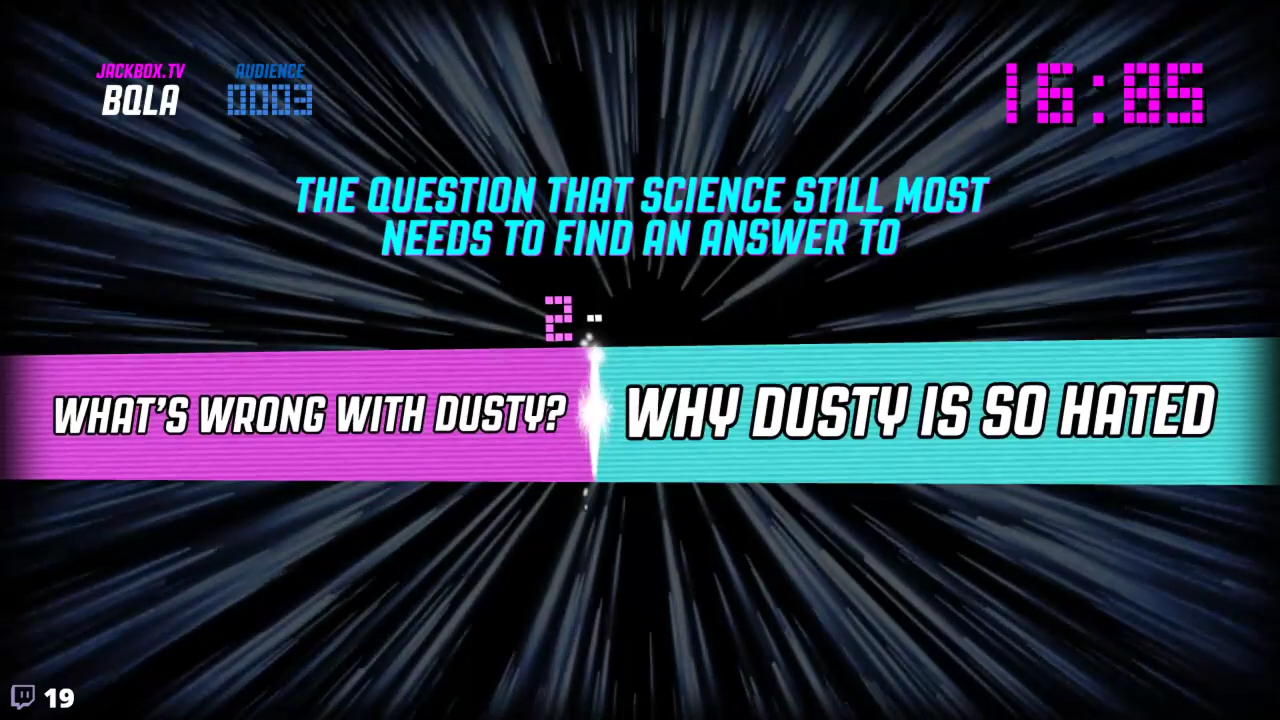 JACKBOX.TV
BQLA
AUDIENCE
0003
16:85
THE QUESTION THAT SCIENCE STILL MOST
NEEDS TO FIND AN ANSWER TO
2 -
WHAT'S WRONG WITH DUSTY?
WHY DUSTY IS SO HATED
19